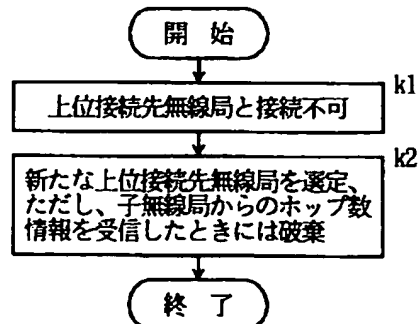 開 始
k1
上位接続先無線局と接続不可
k2
新たな上位接続先無線局を選定、
ただし、子無線局からのホップ数
情報を受信したときには破棄
終 了